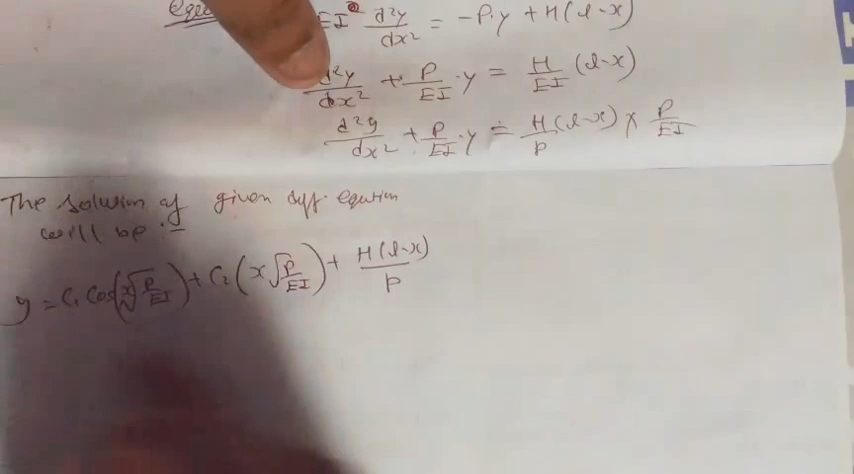 EI d²y/dx² = -P.y + H(l-x)
d²y/dx² + P/EI .y = H/EI (l-x)
d²y/dx² + P/EI .y = H/P (l-x) x P/EI
The solution of given diff. eqution
will be :-
y = C₁ Cos(x√P/EI) + C₂(x√P/EI) + H(l-x)/P